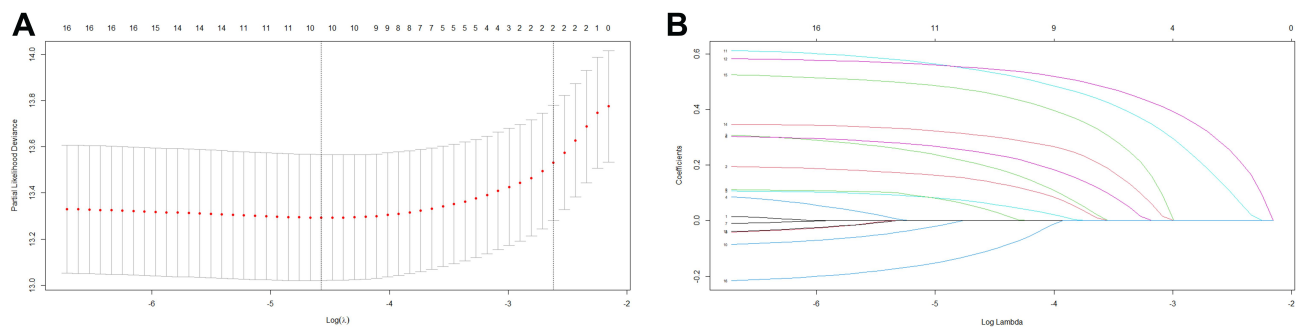 A
16 16 16 16 15 14 14 14 11 11 11 10 10 10 10 9 9 8 8 7 7 5 5 5 5 4 4 3 2 2 2 2 2 2 1 0
Partial Likelihood Deviance
14.0
13.8
13.6
13.4
13.2
13.0
-6 -5 -4 -3 -2
Log(λ)
B
16 11 9 4 0
Coefficients
0.6
0.4
0.2
0.0
-0.2
-6 -5 -4 -3 -2
Log Lambda